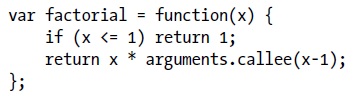 var factorial = function(x) {
    if (x <= 1) return 1;
    return x * arguments.callee(x-1);
};